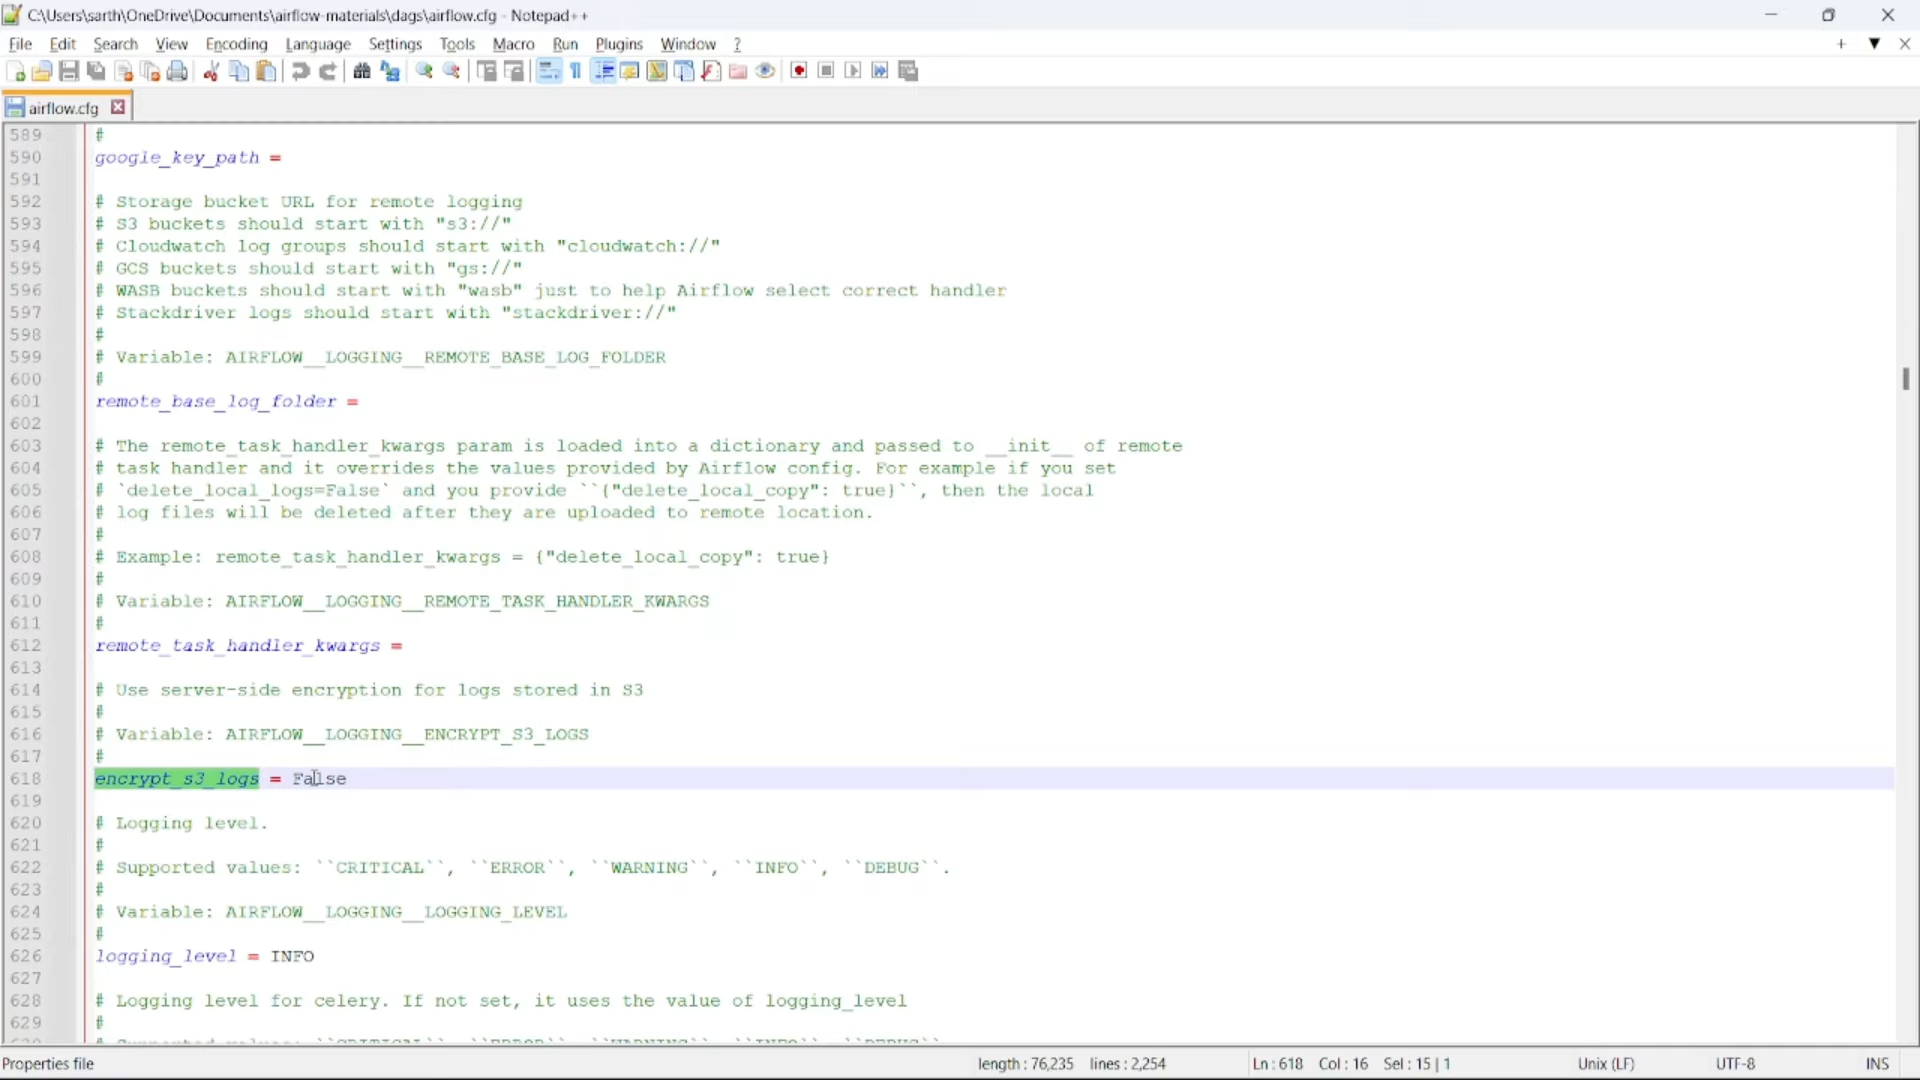 C:\Users\sarth\OneDrive\Documents\airflow-materials\dags\airflow.cfg - Notepad++
File Edit Search View Encoding Language Settings Tools Macro Run Plugins Window ?
airflow.cfg
589 #
590 google_key_path =
591
592 # Storage bucket URL for remote logging
593 # S3 buckets should start with "s3://"
594 # Cloudwatch log groups should start with "cloudwatch://"
595 # GCS buckets should start with "gs://"
596 # WASB buckets should start with "wasb" just to help Airflow select correct handler
597 # Stackdriver logs should start with "stackdriver://"
598 #
599 # Variable: AIRFLOW__LOGGING__REMOTE_BASE_LOG_FOLDER
600 #
601 remote_base_log_folder =
602
603 # The remote_task_handler_kwargs param is loaded into a dictionary and passed to __init__ of remote
604 # task handler and it overrides the values provided by Airflow config. For example if you set
605 # `delete_local_logs=False` and you provide ``{"delete_local_copy": true}``, then the local
606 # log files will be deleted after they are uploaded to remote location.
607 #
608 # Example: remote_task_handler_kwargs = {"delete_local_copy": true}
609 #
610 # Variable: AIRFLOW__LOGGING__REMOTE_TASK_HANDLER_KWARGS
611 #
612 remote_task_handler_kwargs =
613
614 # Use server-side encryption for logs stored in S3
615 #
616 # Variable: AIRFLOW__LOGGING__ENCRYPT_S3_LOGS
617 #
618 encrypt_s3_logs = False
619
620 # Logging level.
621 #
622 # Supported values: ``CRITICAL``, ``ERROR``, ``WARNING``, ``INFO``, ``DEBUG``.
623 #
624 # Variable: AIRFLOW__LOGGING__LOGGING_LEVEL
625 #
626 logging_level = INFO
627
628 # Logging level for celery. If not set, it uses the value of logging_level
629 #
Properties file length : 76,235 lines : 2,254 Ln : 618 Col : 16 Sel : 15 | 1 Unix (LF) UTF-8 INS